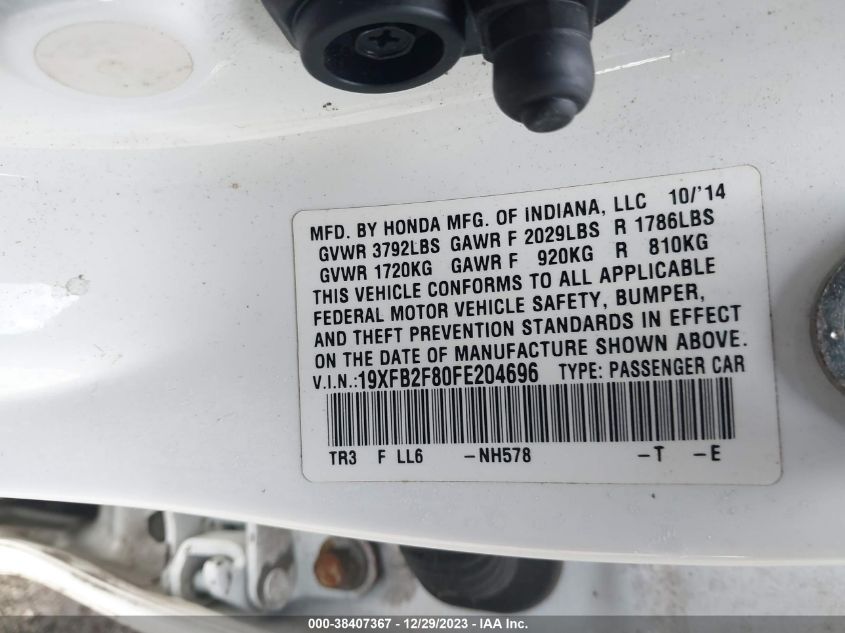 MFD. BY HONDA MFG. OF INDIANA, LLC 10/'14
GVWR 3792LBS GAWR F 2029LBS R 1786LBS
GVWR 1720KG GAWR F 920KG R 810KG
THIS VEHICLE CONFORMS TO ALL APPLICABLE
FEDERAL MOTOR VEHICLE SAFETY, BUMPER,
AND THEFT PREVENTION STANDARDS IN EFFECT
ON THE DATE OF MANUFACTURE SHOWN ABOVE.
V.I.N.:19XFB2F80FE204696 TYPE: PASSENGER CAR
TR3 F LL6 -NH578 -T -E
000-38407367 - 12/29/2023 - IAAI Inc.